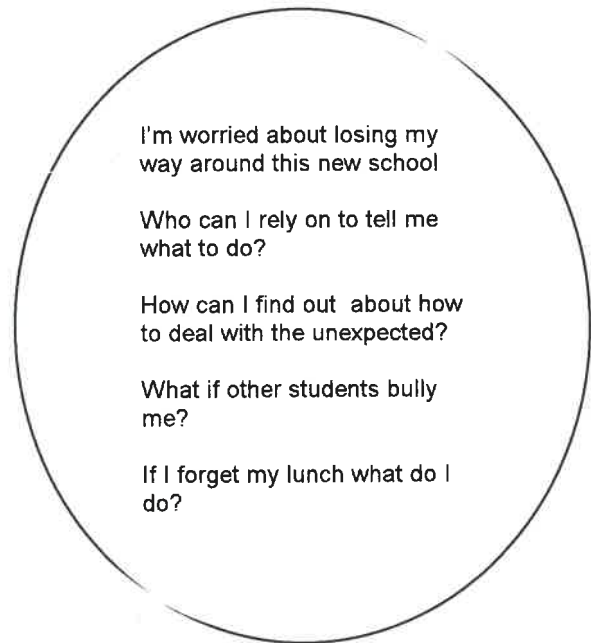 I'm worried about losing my
way around this new school
Who can I rely on to tell me
what to do?
How can I find out  about how
to deal with the unexpected?
What if other students bully
me?
If I forget my lunch what do I
do?